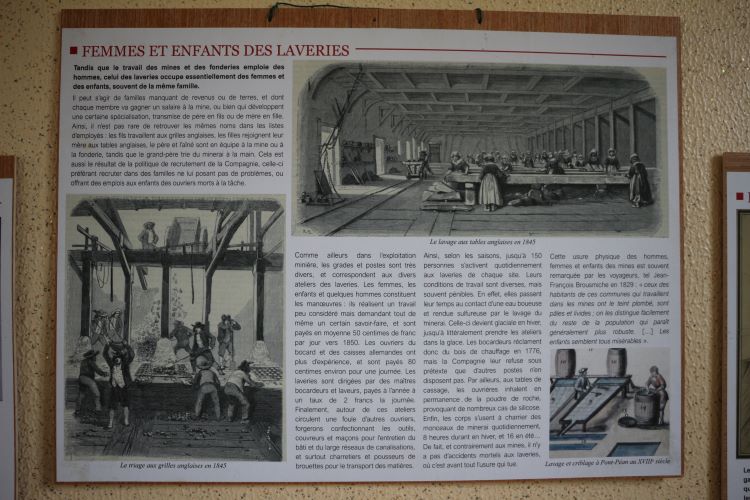 FEMMES ET ENFANTS DES LAVERIES
Tandis que le travail des mines et des fonderies emploie des
hommes, celui des laveries occupe essentiellement des femmes et
des enfants, souvent de la même famille.
Il peut s'agir de familles manquant de revenus ou de terres, et dont
chaque membre va gagner un salaire à la mine, ou bien qui développent
une certaine spécialisation, transmise de père en fils ou de mère en fille.
Ainsi, il n'est pas rare de retrouver les mêmes noms dans les listes
d'employés : les fils travaillent aux grilles anglaises, les filles rejoignent leur
mère aux tables anglaises, le père et l'aîné sont en équipe à la mine ou à
la fonderie, tandis que le grand-père trie du minerai à la main. Cela est
aussi le résultat de la politique de recrutement de la Compagnie, celle-ci
préférant recruter dans des familles ne lui posant pas de problèmes, ou
offrant des emplois aux enfants des ouvriers morts à la tâche.
Le lavage aux tables anglaises en 1845
Le triage aux grilles anglaises en 1845
Comme ailleurs dans l'exploitation
minière, les grades et postes sont très
divers, et correspondent aux divers
ateliers des laveries. Les femmes, les
enfants et quelques hommes constituent
les manœuvres : ils réalisent un travail
peu considéré mais demandant tout de
même un certain savoir-faire, et sont
payés en moyenne 50 centimes de franc
par jour vers 1850. Les ouvriers du
bocard et des caisses allemandes ont
plus d'expérience, et sont payés 80
centimes environ pour une journée. Les
laveries sont dirigées par des maîtres
bocardeurs et laveurs, payés à l'année à
un taux de 2 francs la journée.
Finalement, autour de ces ateliers
circulent une foule d'autres ouvriers,
forgerons confectionnant les outils,
couvreurs et maçons pour l'entretien du
bâti et du large réseau de canalisations,
et surtout charretiers et pousseurs de
brouettes pour le transport des matières.
Ainsi, selon les saisons, jusqu'à 150
personnes s'activent quotidiennement
aux laveries de chaque site. Leurs
conditions de travail sont diverses, mais
souvent pénibles. En effet, elles passent
leur temps au contact d'une eau boueuse
et rendue sulfureuse par le lavage du
minerai. Celle-ci devient glaciale en hiver,
jusqu'à littéralement prendre les ateliers
dans la glace. Les bocardeurs réclament
donc du bois de chauffage en 1776,
mais la Compagnie leur refuse sous
prétexte que d'autres postes n'en
disposent pas. Par ailleurs, aux tables de
cassage, les ouvrières inhalent en
permanence de la poudre de roche,
provoquant de nombreux cas de silicose.
Enfin, les corps s'usent à charrier des
monceaux de minerai quotidiennement,
8 heures durant en hiver, et 16 en été…
De fait, et contrairement aux mines, il n'y
a pas d'accidents mortels aux laveries,
où c'est avant tout l'usure qui tue.
Cette usure physique des hommes,
femmes et enfants des mines est souvent
remarquée par les voyageurs, tel Jean-
François Brousmiche en 1829 : « ceux des
habitants de ces communes qui travaillent
dans les mines ont le teint plombé, sont
pâles et livides ; on les distingue facilement
du reste de la population qui paraît
généralement plus robuste. [...] Les
enfants semblent tous misérables ».
Lavage et criblage à Pont-Péan au XVIIIe siècle